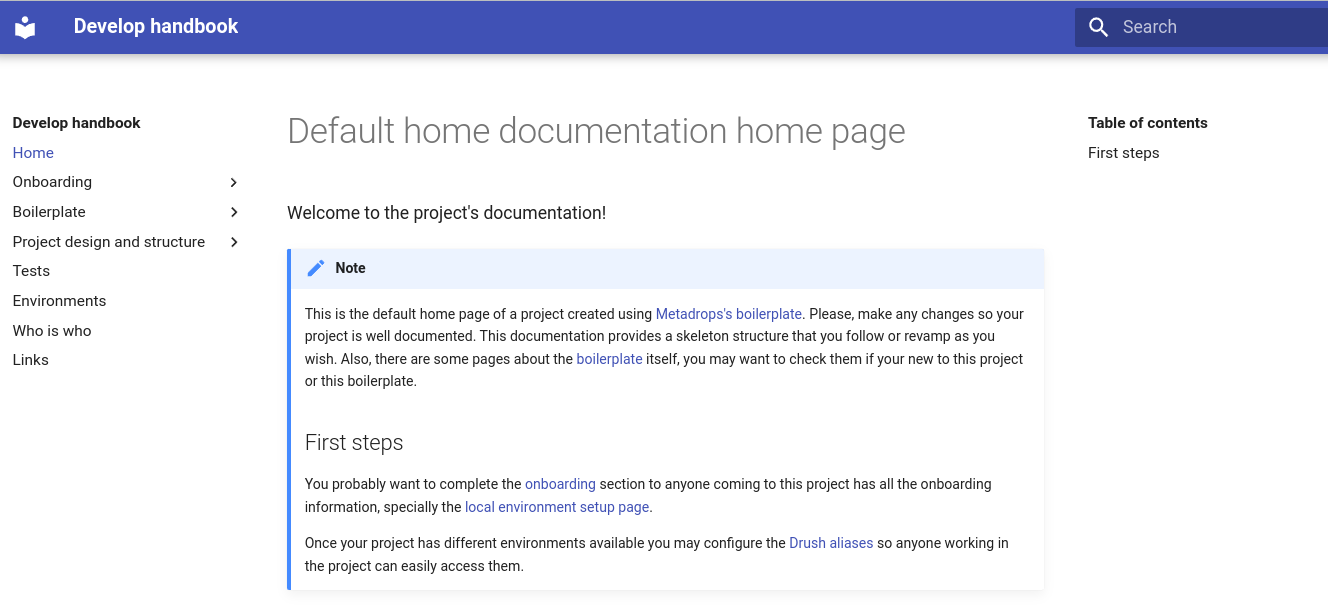 Develop handbook
Search
Develop handbook
Home
Onboarding
Boilerplate
Project design and structure
Tests
Environments
Who is who
Links
Default home documentation home page
Welcome to the project's documentation!
Note
This is the default home page of a project created using Metadrops's boilerplate. Please, make any changes so your
project is well documented. This documentation provides a skeleton structure that you follow or revamp as you
wish. Also, there are some pages about the boilerplate itself, you may want to check them if your new to this project
or this boilerplate.
First steps
You probably want to complete the onboarding section to anyone coming to this project has all the onboarding
information, specially the local environment setup page.
Once your project has different environments available you may configure the Drush aliases so anyone working in
the project can easily access them.
Table of contents
First steps